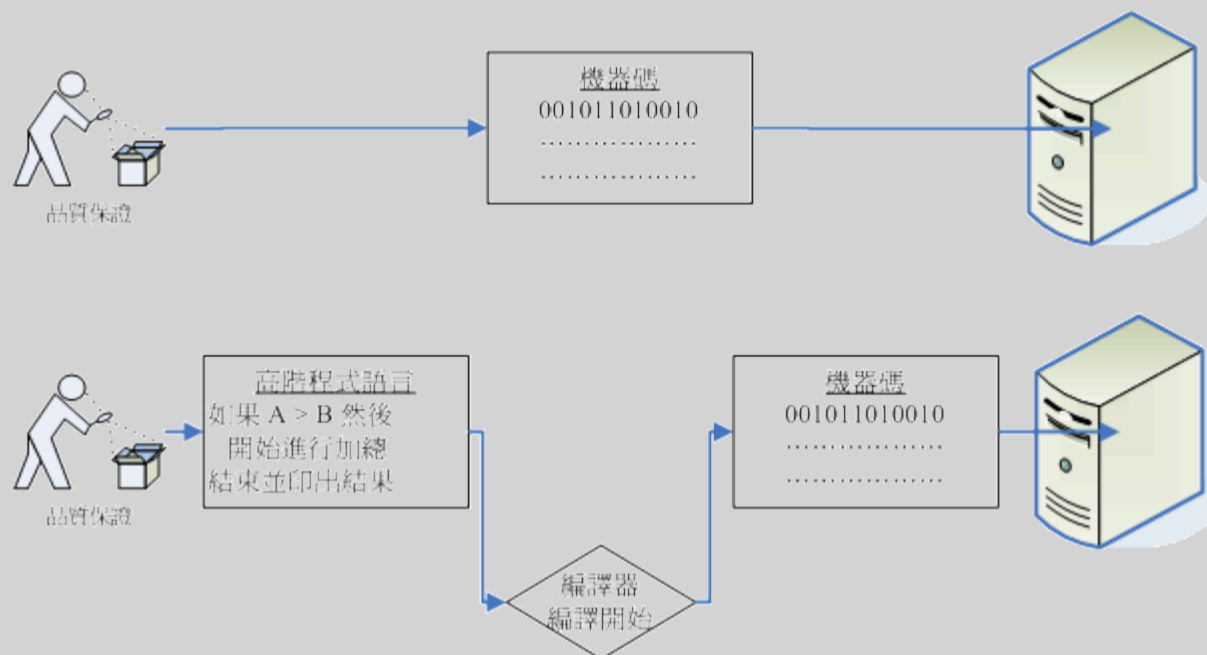 機器碼
001011010010
..................
..................
品質保證
高階程式語言
如果 A > B 然後
開始進行加總
結束並印出結果
機器碼
001011010010
..................
..................
品質保證
編譯器
編譯開始